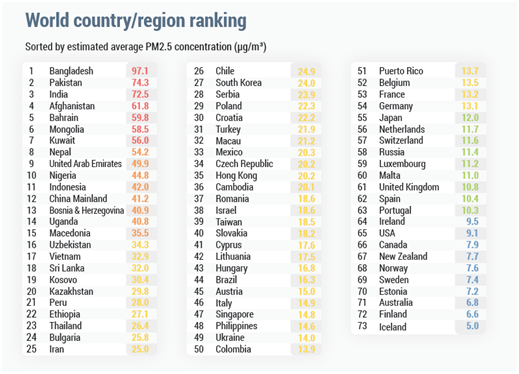 World country/region ranking
Sorted by estimated average PM2.5 concentration (μg/m³)
1 Bangladesh 97.1
2 Pakistan 74.3
3 India 72.5
4 Afghanistan 61.8
5 Bahrain 59.8
6 Mongolia 58.5
7 Kuwait 56.0
8 Nepal 54.2
9 United Arab Emirates 49.9
10 Nigeria 44.8
11 Indonesia 42.0
12 China Mainland 41.2
13 Bosnia & Herzegovina 40.9
14 Uganda 40.8
15 Macedonia 35.5
16 Uzbekistan 34.3
17 Vietnam 32.9
18 Sri Lanka 32.0
19 Kosovo 30.4
20 Kazakhstan 29.8
21 Peru 28.0
22 Ethiopia 27.1
23 Thailand 26.4
24 Bulgaria 25.8
25 Iran 25.0
26 Chile 24.9
27 South Korea 24.0
28 Serbia 23.9
29 Poland 22.3
30 Croatia 22.2
31 Turkey 21.9
32 Macau 21.2
33 Mexico 20.3
34 Czech Republic 20.2
35 Hong Kong 20.2
36 Cambodia 20.1
37 Romania 18.6
38 Israel 18.6
39 Taiwan 18.5
40 Slovakia 18.2
41 Cyprus 17.6
42 Lithuania 17.5
43 Hungary 16.8
44 Brazil 16.3
45 Austria 15.0
46 Italy 14.9
47 Singapore 14.8
48 Philippines 14.6
49 Ukraine 14.0
50 Colombia 13.9
51 Puerto Rico 13.7
52 Belgium 13.5
53 France 13.2
54 Germany 13.1
55 Japan 12.0
56 Netherlands 11.7
57 Switzerland 11.6
58 Russia 11.4
59 Luxembourg 11.2
60 Malta 11.0
61 United Kingdom 10.8
62 Spain 10.4
63 Portugal 10.3
64 Ireland 9.5
65 USA 9.1
66 Canada 7.9
67 New Zealand 7.7
68 Norway 7.6
69 Sweden 7.4
70 Estonia 7.2
71 Australia 6.8
72 Finland 6.6
73 Iceland 5.0